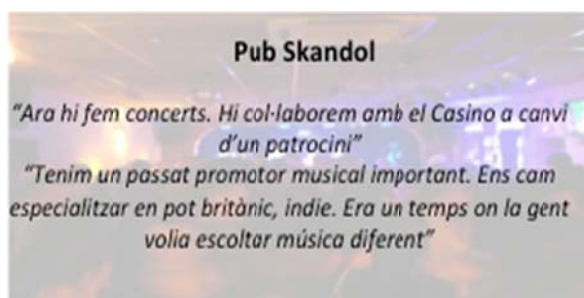 Pub Skandol
“Ara hi fem concerts. Hi col·laborem amb el Casino a canvi
d’un patrocini”
“Tenim un passat promotor musical important. Ens cam
especialitzar en pot britànic, indie. Era un temps on la gent
volia escoltar música diferent”